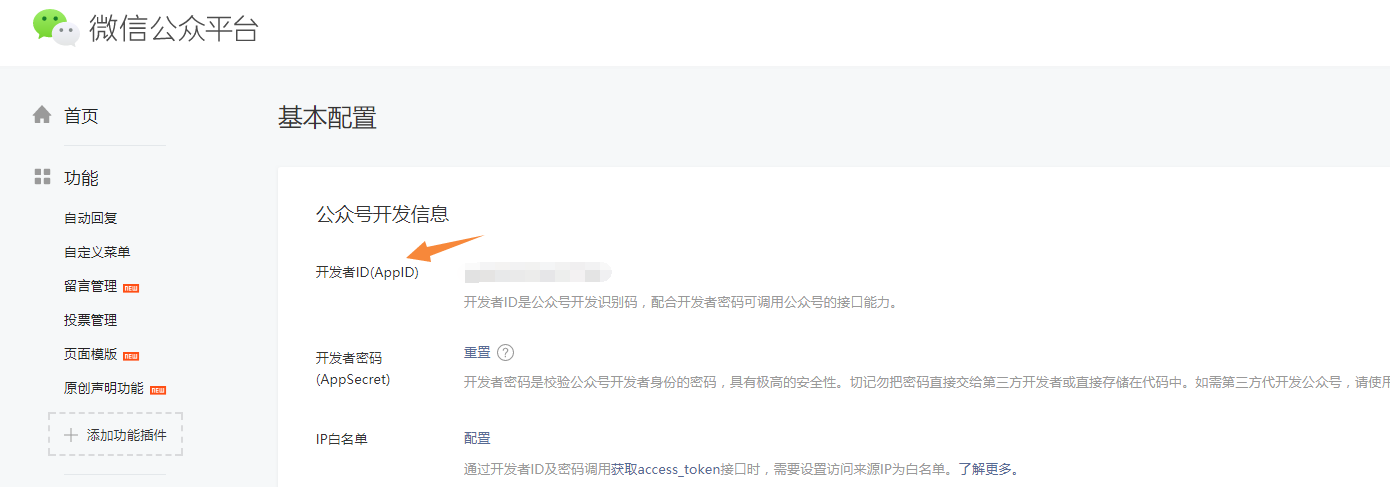 微信公众平台
首页
功能
自动回复
自定义菜单
留言管理 NEW
投票管理
页面模版 NEW
原创声明功能 NEW
添加功能插件
基本配置
公众号开发信息
开发者ID(AppID)
开发者ID是公众号开发识别码，配合开发者密码可调用公众号的接口能力。
开发者密码
(AppSecret)
重置 ?
开发者密码是校验公众号开发者身份的密码，具有极高的安全性。切记勿把密码直接交给第三方开发者或直接存储在代码中。如需第三方代开发公众号，请使用
IP白名单
配置
通过开发者ID及密码调用获取access_token接口时，需要设置访问来源IP为白名单。了解更多。